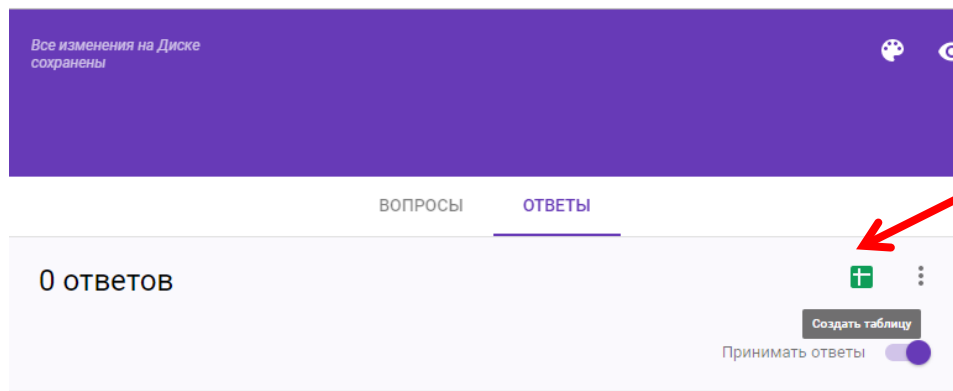 Все изменения на Диске
сохранены
ВОПРОСЫ ОТВЕТЫ
0 ответов
Создать таблицу
Принимать ответы